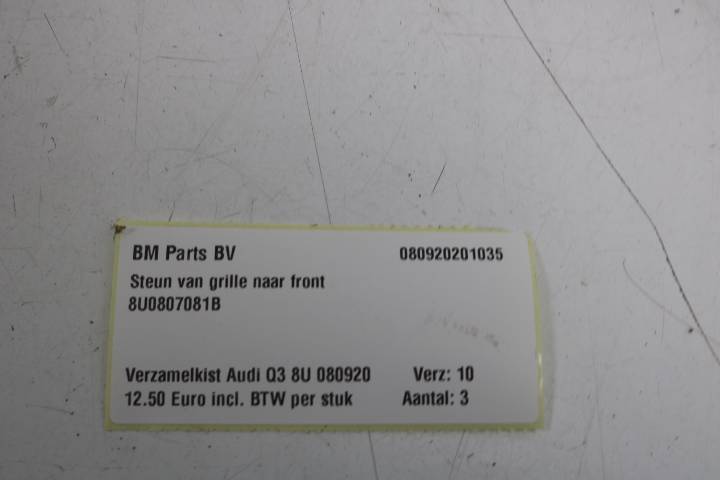 BM Parts BV 080920201035
Steun van grille naar front
8U0807081B
Verzamelkist Audi Q3 8U 080920 Verz: 10
12.50 Euro incl. BTW per stuk Aantal: 3